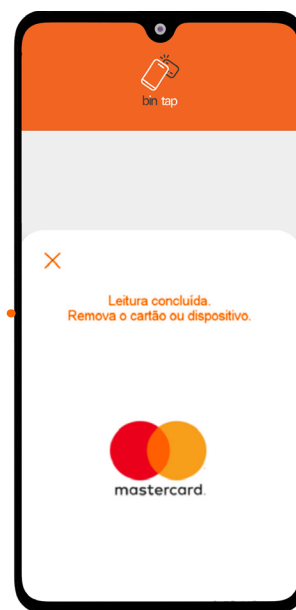 bin tap
Leitura concluída.
Remova o cartão ou dispositivo.
mastercard.